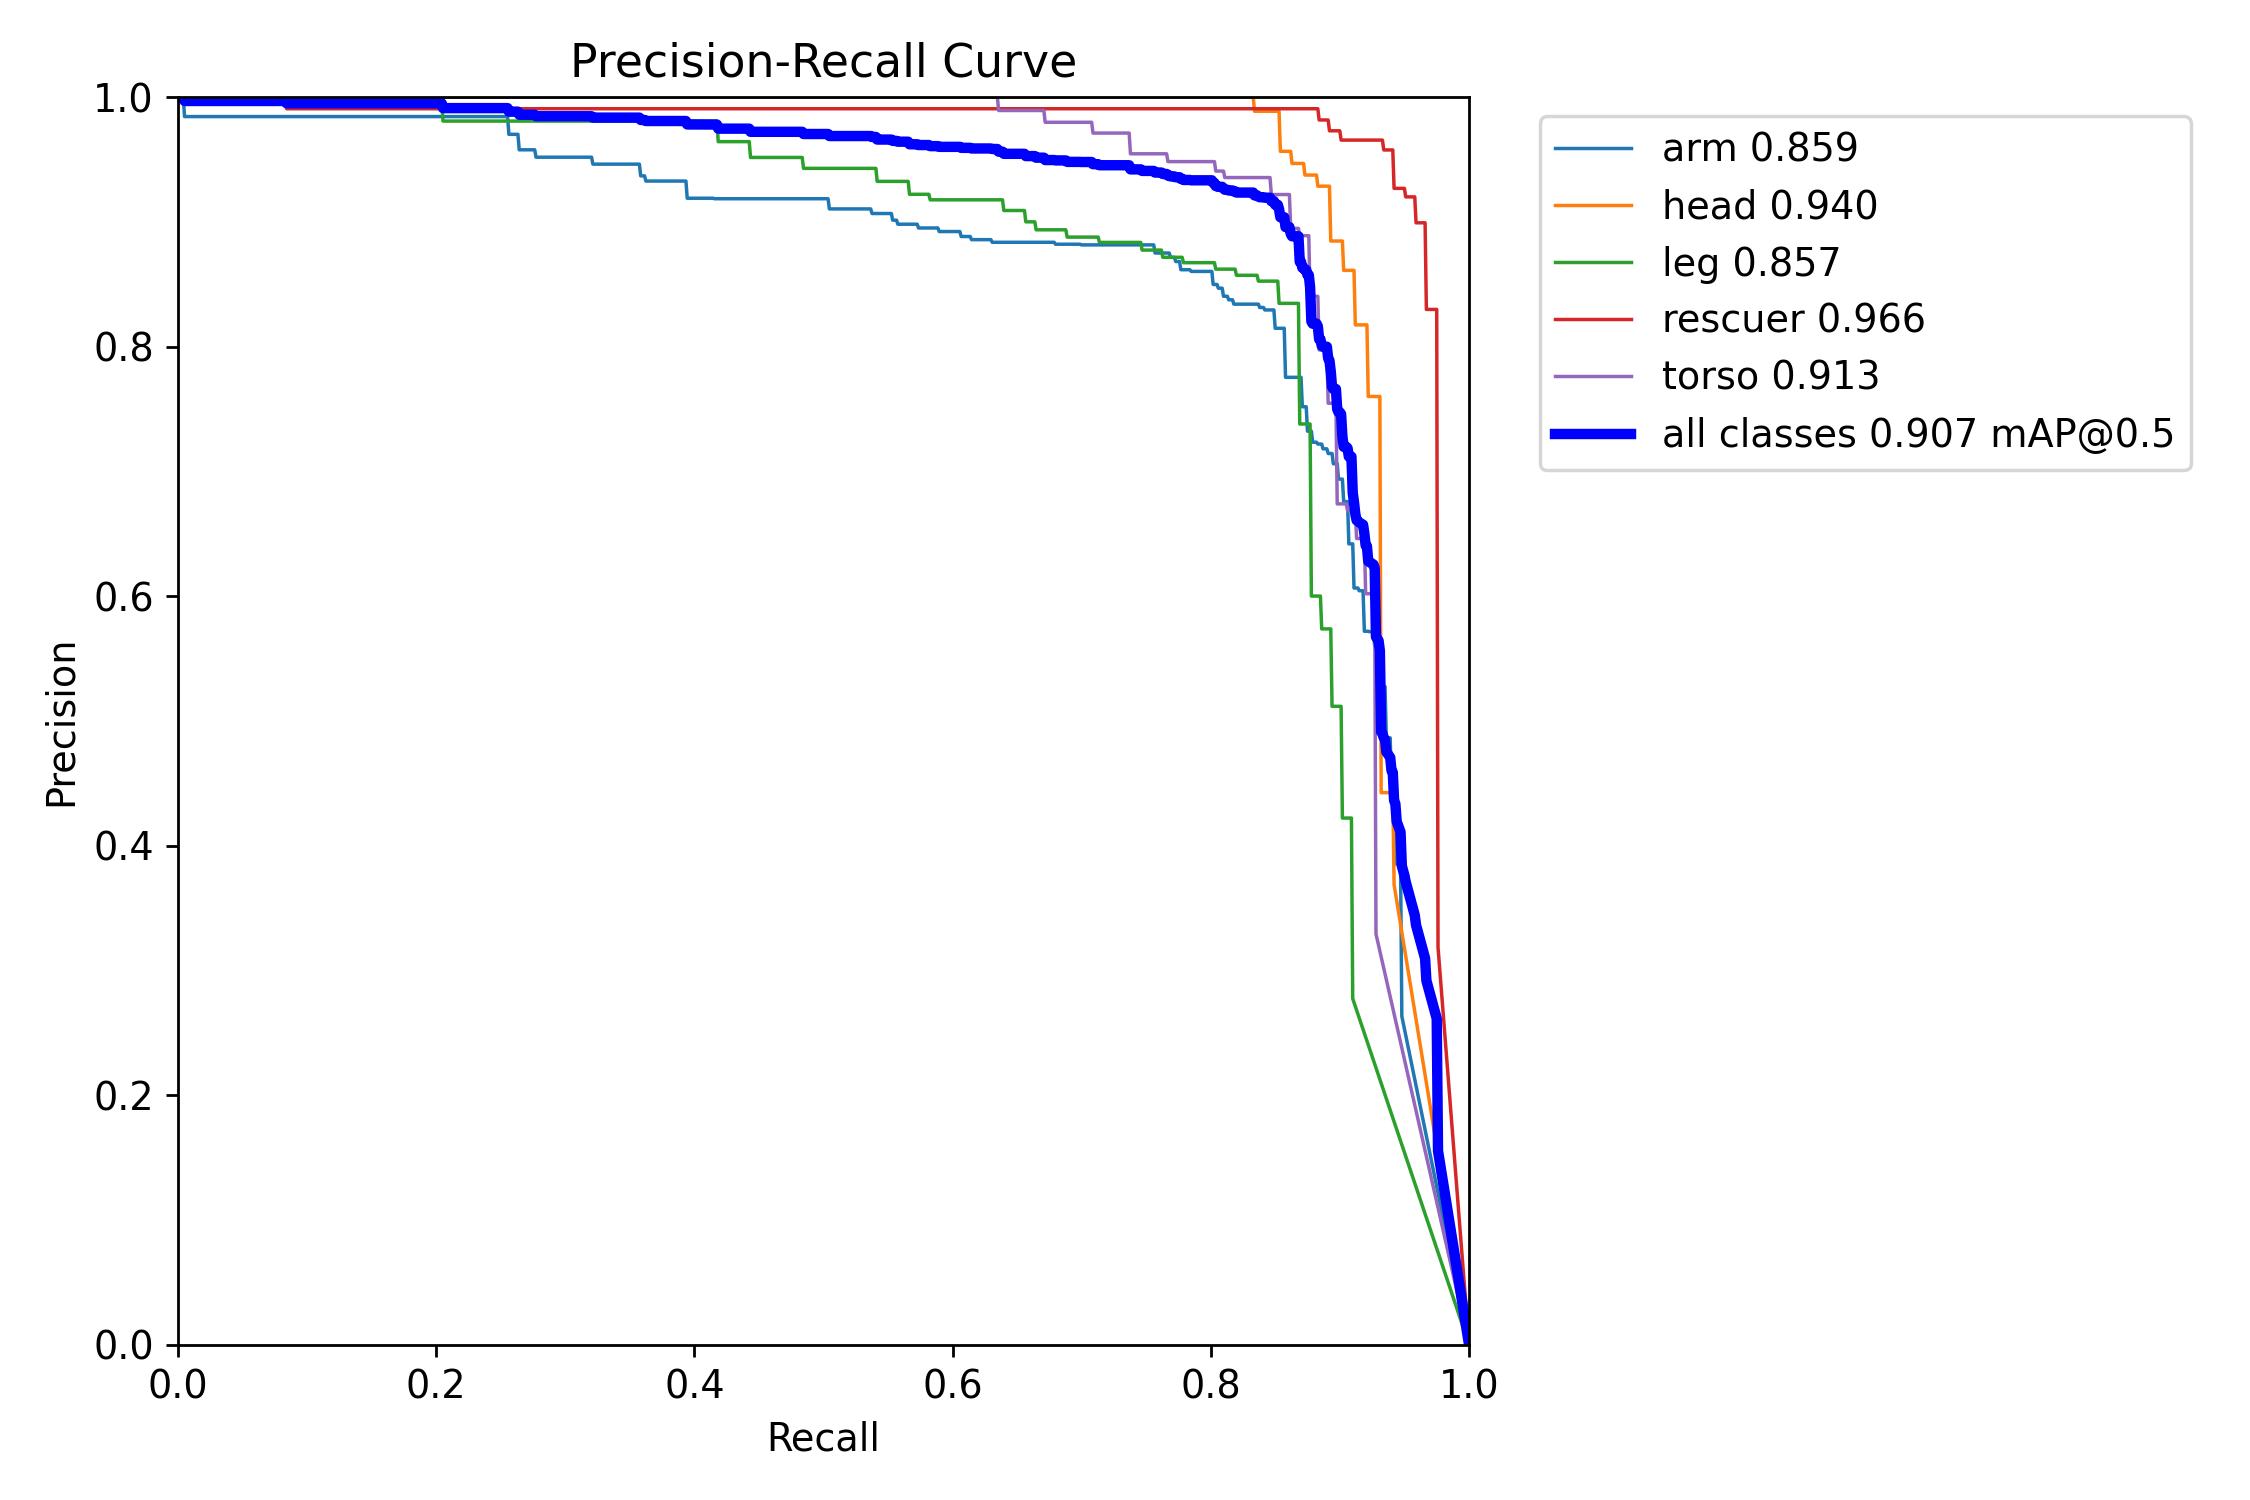 Precision-Recall Curve
1.0
0.8
0.6
0.4
0.2
0.0
Precision
0.0 0.2 0.4 0.6 0.8 1.0
Recall
arm 0.859
head 0.940
leg 0.857
rescuer 0.966
torso 0.913
all classes 0.907 mAP@0.5